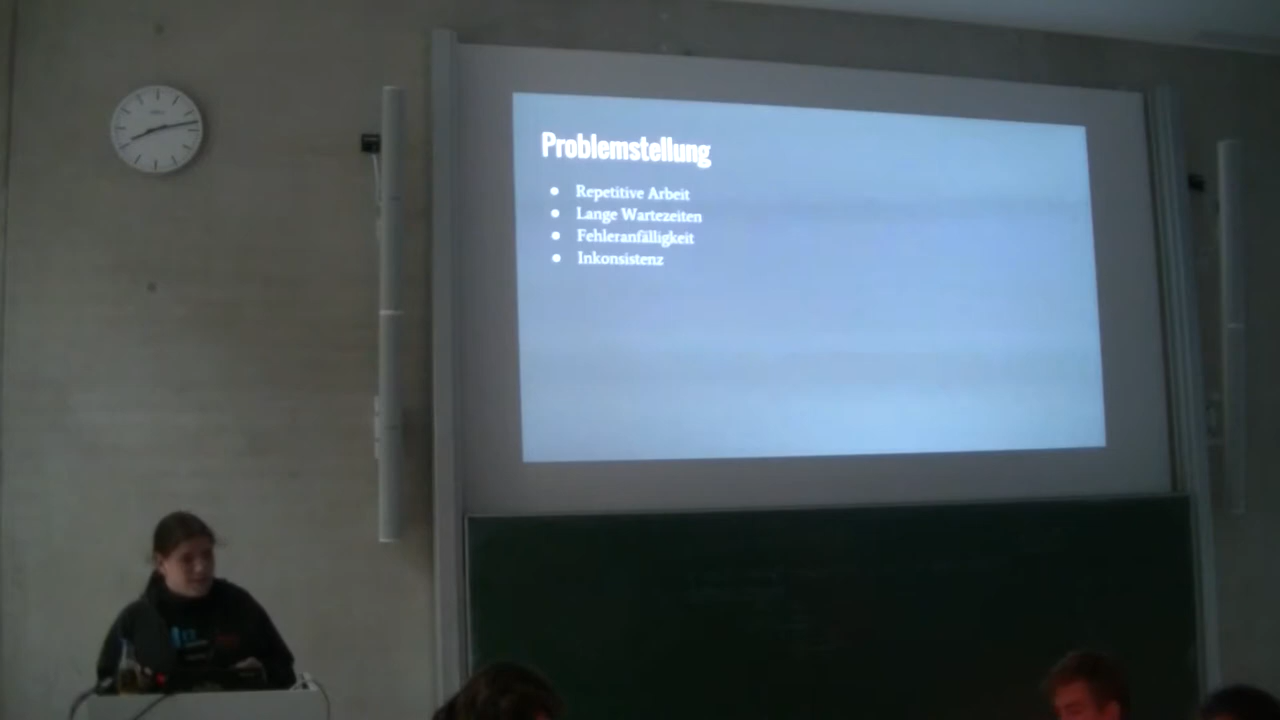 Problemstellung
Repetitive Arbeit
Lange Wartezeiten
Fehleranfälligkeit
Inkonsistenz